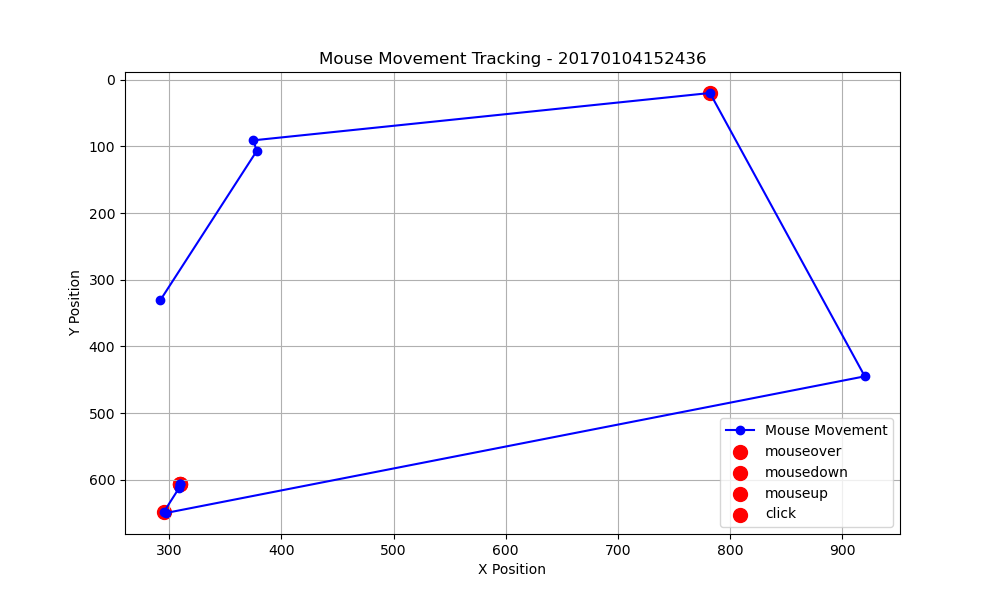 Mouse Movement Tracking - 20170104152436
0
100
200
300
400
500
600
Y Position
Mouse Movement
mouseover
mousedown
mouseup
click
300 400 500 600 700 800 900
X Position